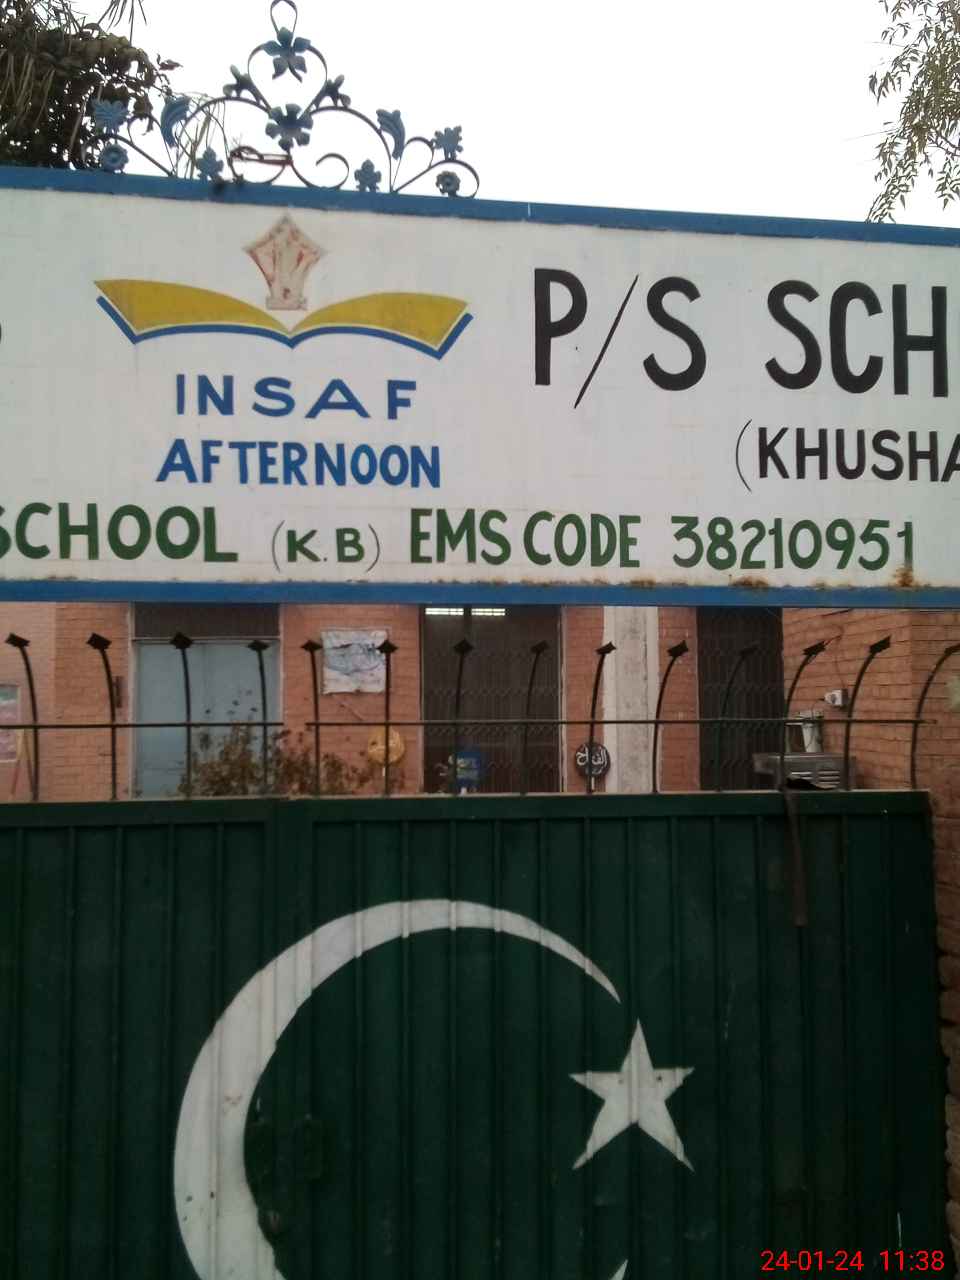 INSAF
AFTERNOON
P/S SCH
(KHUSHA
SCHOOL (K.B) EMS CODE 38210951
24-01-24 11:38